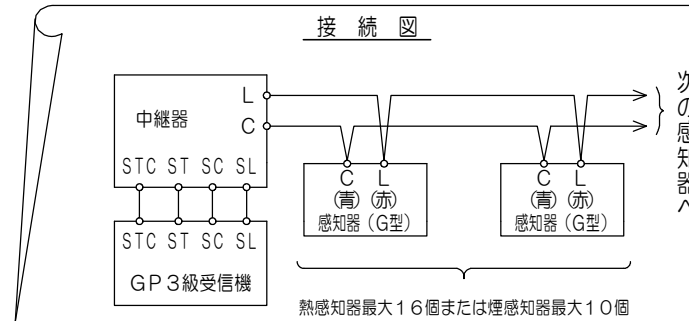 接続図
L
中継器
C
STC ST SC SL
C L
(青)(赤)
感知器(G型)
C L
(青)(赤)
感知器(G型)
次の感知器へ
STC ST SC SL
GP3級受信機
熱感知器最大16個または煙感知器最大10個